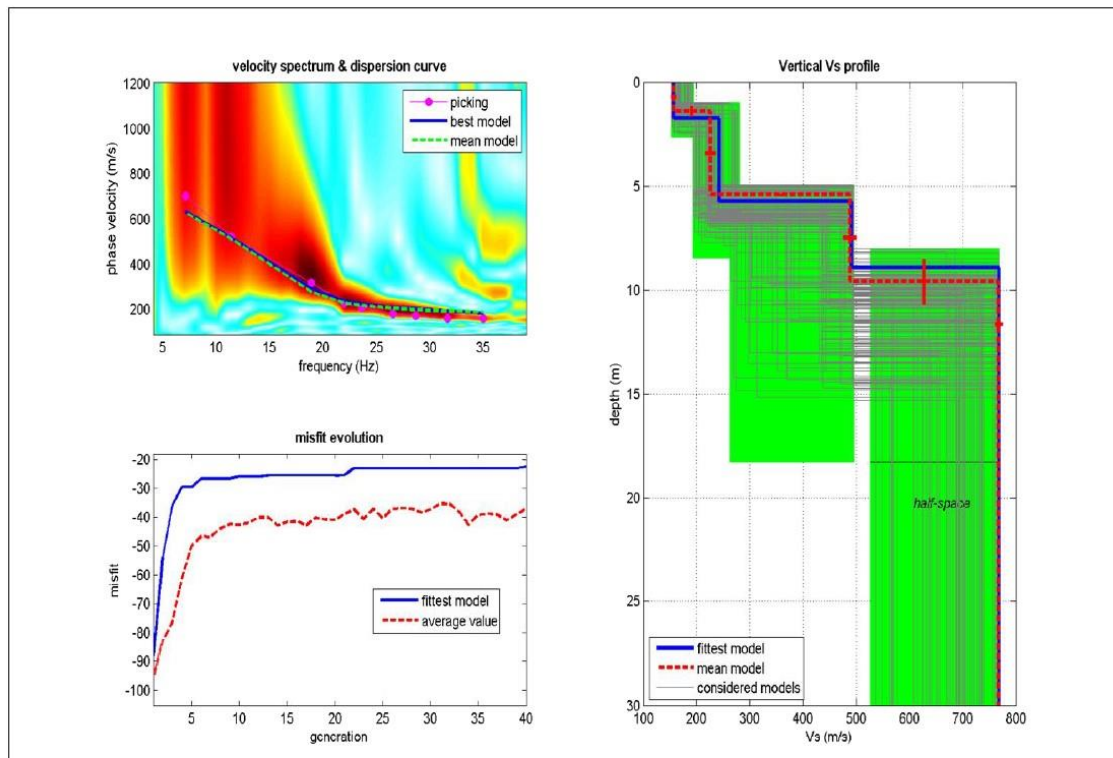 velocity spectrum & dispersion curve
1200
1000
800
600
400
200
phase velocity (m/s)
picking
best model
mean model
5
10
15
20
25
30
35
frequency (Hz)
misfit evolution
-20
-30
-40
-50
-60
-70
-80
-90
-100
misfit
fittest model
average value
5
10
15
20
25
30
35
40
generation
Vertical Vs profile
0
5
10
15
20
25
30
depth (m)
half-space
fittest model
mean model
considered models
100
200
300
400
500
600
700
800
Vs (m/s)